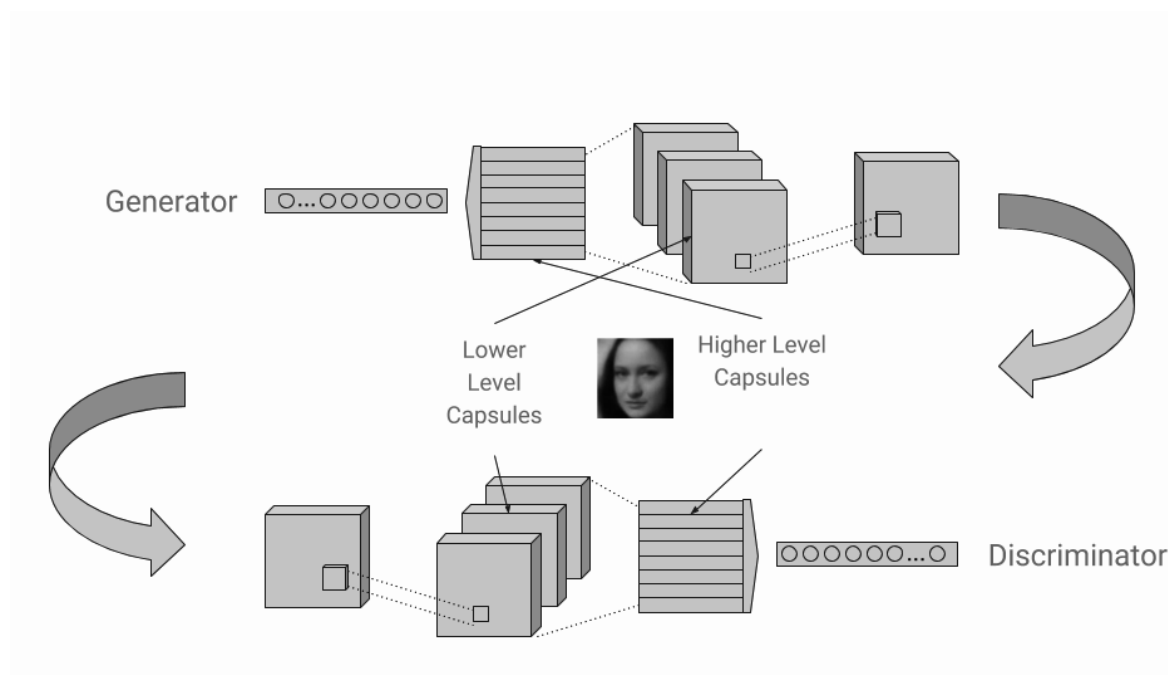 Generator
Lower
Level
Capsules
Higher Level
Capsules
Discriminator